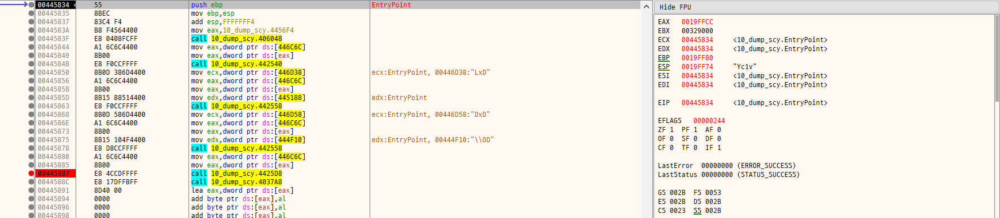 00445834 < 55 push ebp EntryPoint
00445835 8BEC mov ebp,esp
00445837 83C4 F4 add esp,FFFFFFF4
0044583A B8 F4564400 mov eax,10_dump_scy.4456F4
0044583F E8 0408FCFF call 10_dump_scy.406048
00445844 A1 6C6C4400 mov eax,dword ptr ds:[446C6C]
00445849 8B00 mov eax,dword ptr ds:[eax]
0044584B E8 F0CCFFFF call 10_dump_scy.442540
00445850 8B0D 386D4400 mov ecx,dword ptr ds:[446D38] ecx:EntryPoint, 00446D38:"LxD"
00445856 A1 6C6C4400 mov eax,dword ptr ds:[446C6C]
0044585B 8B00 mov eax,dword ptr ds:[eax]
0044585D 8B15 88514400 mov edx,dword ptr ds:[445188] edx:EntryPoint
00445863 E8 F0CCFFFF call 10_dump_scy.442558
00445868 8B0D 586D4400 mov ecx,dword ptr ds:[446D58] ecx:EntryPoint, 00446D58:"DxD"
0044586E A1 6C6C4400 mov eax,dword ptr ds:[446C6C]
00445873 8B00 mov eax,dword ptr ds:[eax]
00445875 8B15 104F4400 mov edx,dword ptr ds:[444F10] edx:EntryPoint, 00444F10:"\\OD"
0044587B E8 D8CCFFFF call 10_dump_scy.442558
00445880 A1 6C6C4400 mov eax,dword ptr ds:[446C6C]
00445885 8B00 mov eax,dword ptr ds:[eax]
00445887 E8 4CCDFFFF call 10_dump_scy.4425D8
0044588C E8 17DFFBFF call 10_dump_scy.4037A8
00445891 8D40 00 lea eax,dword ptr ds:[eax]
00445894 0000 add byte ptr ds:[eax],al
00445896 0000 add byte ptr ds:[eax],al
00445898 0000 add byte ptr ds:[eax],al
Hide FPU
EAX 0019FFCC
EBX 00329000
ECX 00445834 <10_dump_scy.EntryPoint>
EDX 00445834 <10_dump_scy.EntryPoint>
EBP 0019FF80
ESP 0019FF74 "Yc1v"
ESI 00445834 <10_dump_scy.EntryPoint>
EDI 00445834 <10_dump_scy.EntryPoint>
EIP 00445834 <10_dump_scy.EntryPoint>
EFLAGS 00000244
ZF 1 PF 1 AF 0
OF 0 SF 0 DF 0
CF 0 TF 0 IF 1
LastError 00000000 (ERROR_SUCCESS)
LastStatus 00000000 (STATUS_SUCCESS)
GS 002B FS 0053
ES 002B DS 002B
CS 0023 SS 002B